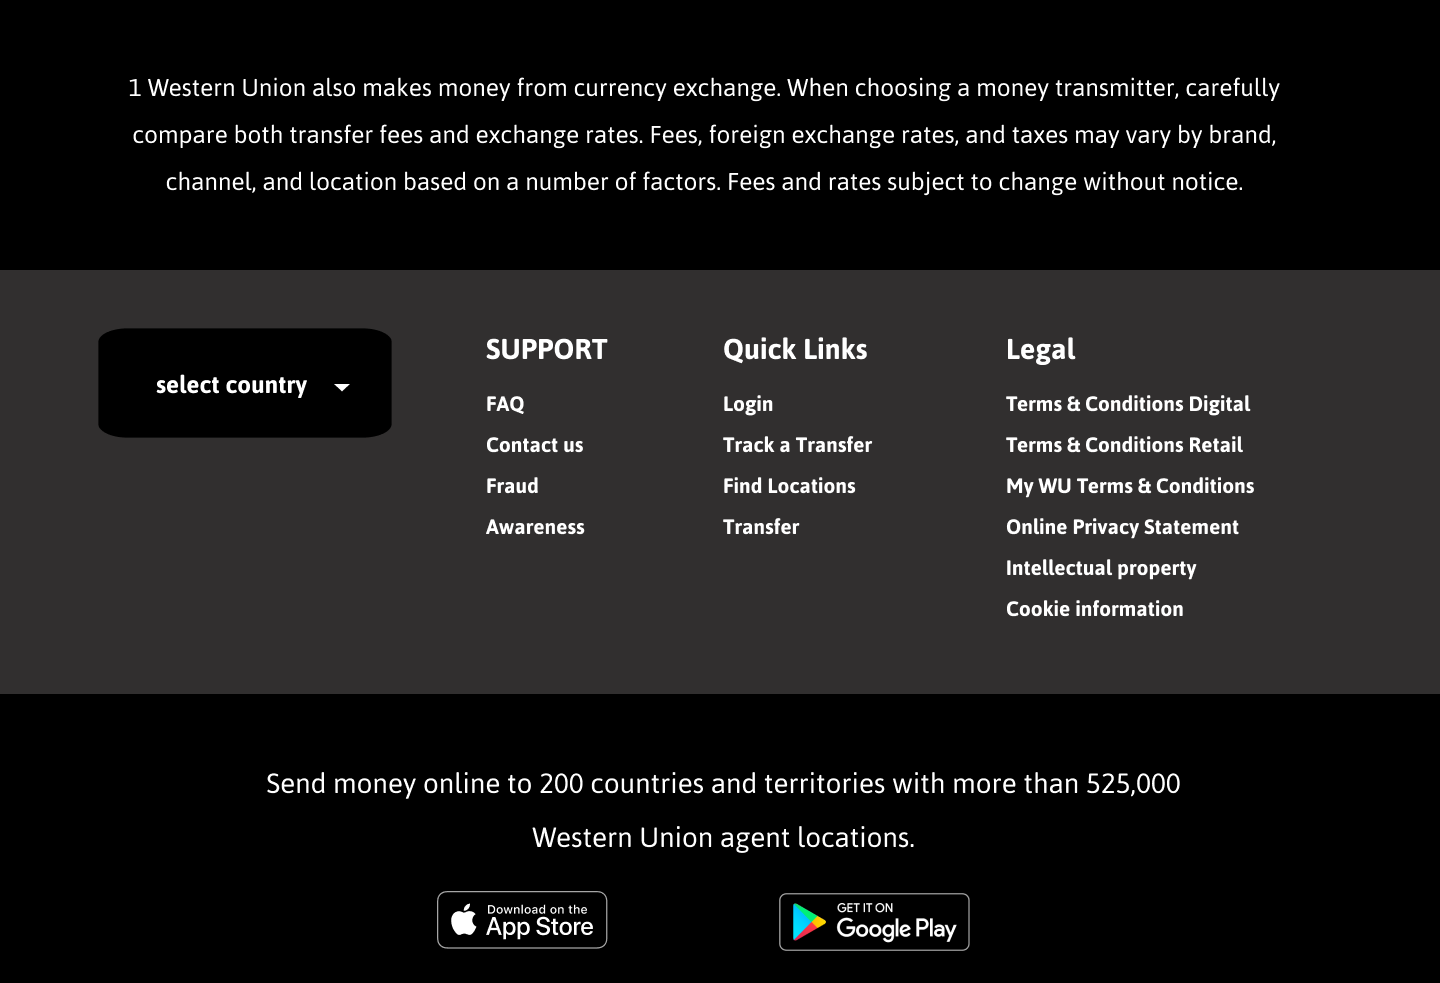 1 Western Union also makes money from currency exchange. When choosing a money transmitter, carefully
compare both transfer fees and exchange rates. Fees, foreign exchange rates, and taxes may vary by brand,
channel, and location based on a number of factors. Fees and rates subject to change without notice.
select country
SUPPORT
FAQ
Contact us
Fraud
Awareness
Quick Links
Login
Track a Transfer
Find Locations
Transfer
Legal
Terms & Conditions Digital
Terms & Conditions Retail
My WU Terms & Conditions
Online Privacy Statement
Intellectual property
Cookie information
Send money online to 200 countries and territories with more than 525,000
Western Union agent locations.
Download on the
App Store
GET IT ON
Google Play